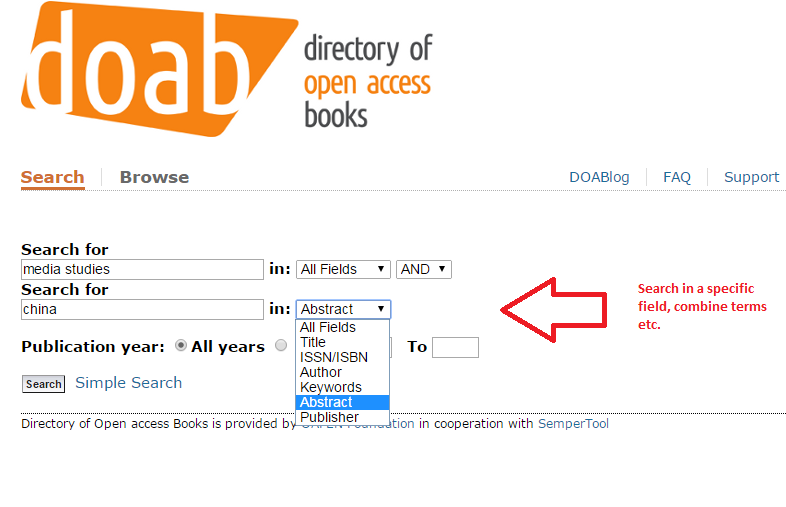 doab
directory of
open access
books
Search Browse DOABlog FAQ Support
Search for
media studies in: All Fields AND
Search for
china in: Abstract
Search in a specific
field, combine terms
etc.
All Fields
Title
ISSN/ISBN
Author
Keywords
Abstract
Publisher
Publication year: All years To
Search Simple Search
Directory of Open access Books is provided by Foundation in cooperation with SemperTool